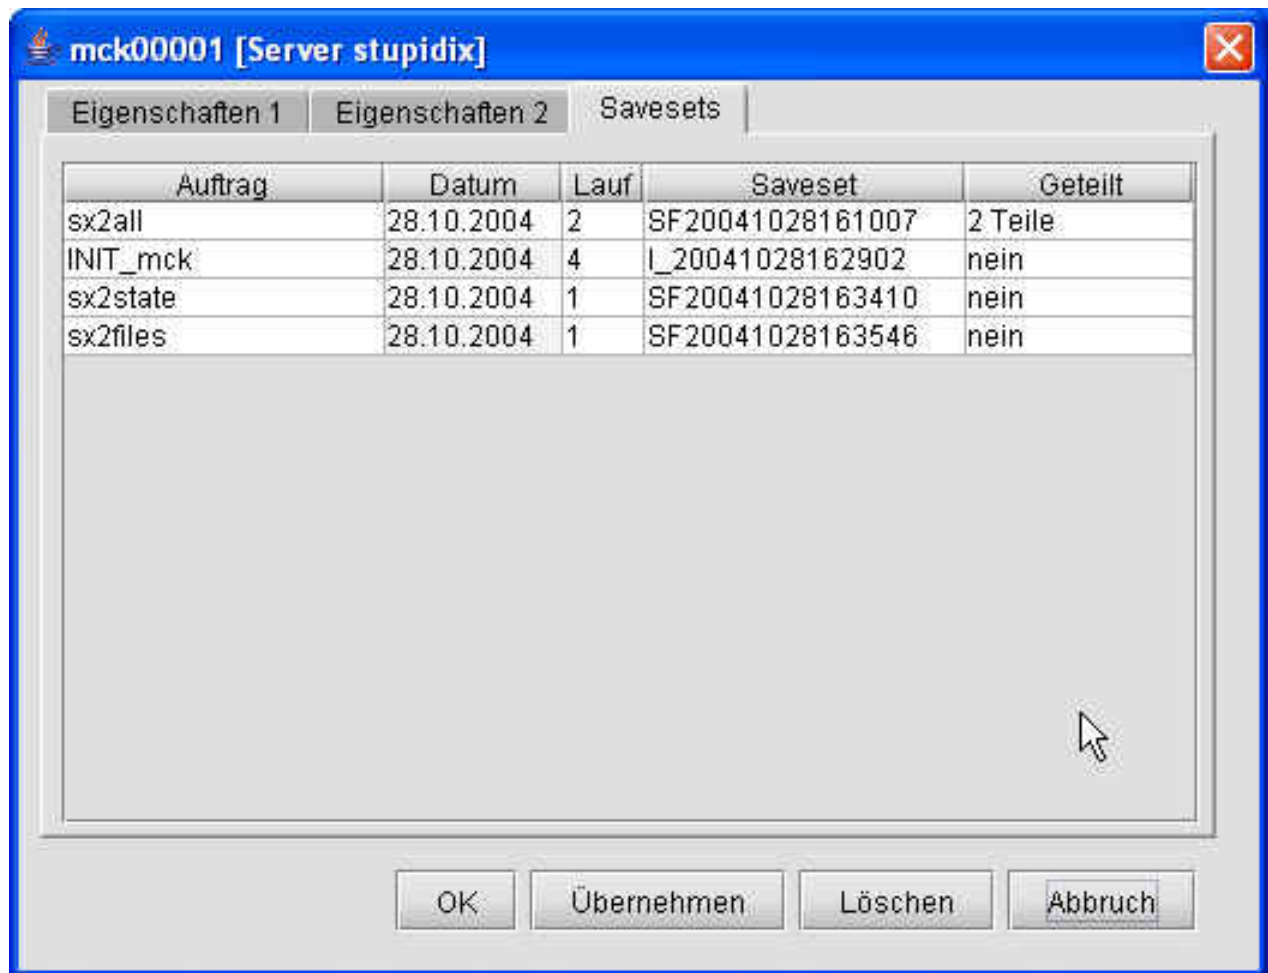 mck00001 [Server stupidix]
Eigenschaften 1 Eigenschaften 2 Savesets
Auftrag Datum Lauf Saveset Geteilt
sx2all 28.10.2004 2 SF20041028161007 2 Teile
INIT_mck 28.10.2004 4 I_20041028162902 nein
sx2state 28.10.2004 1 SF20041028163410 nein
sx2files 28.10.2004 1 SF20041028163546 nein
OK Übernehmen Löschen Abbruch